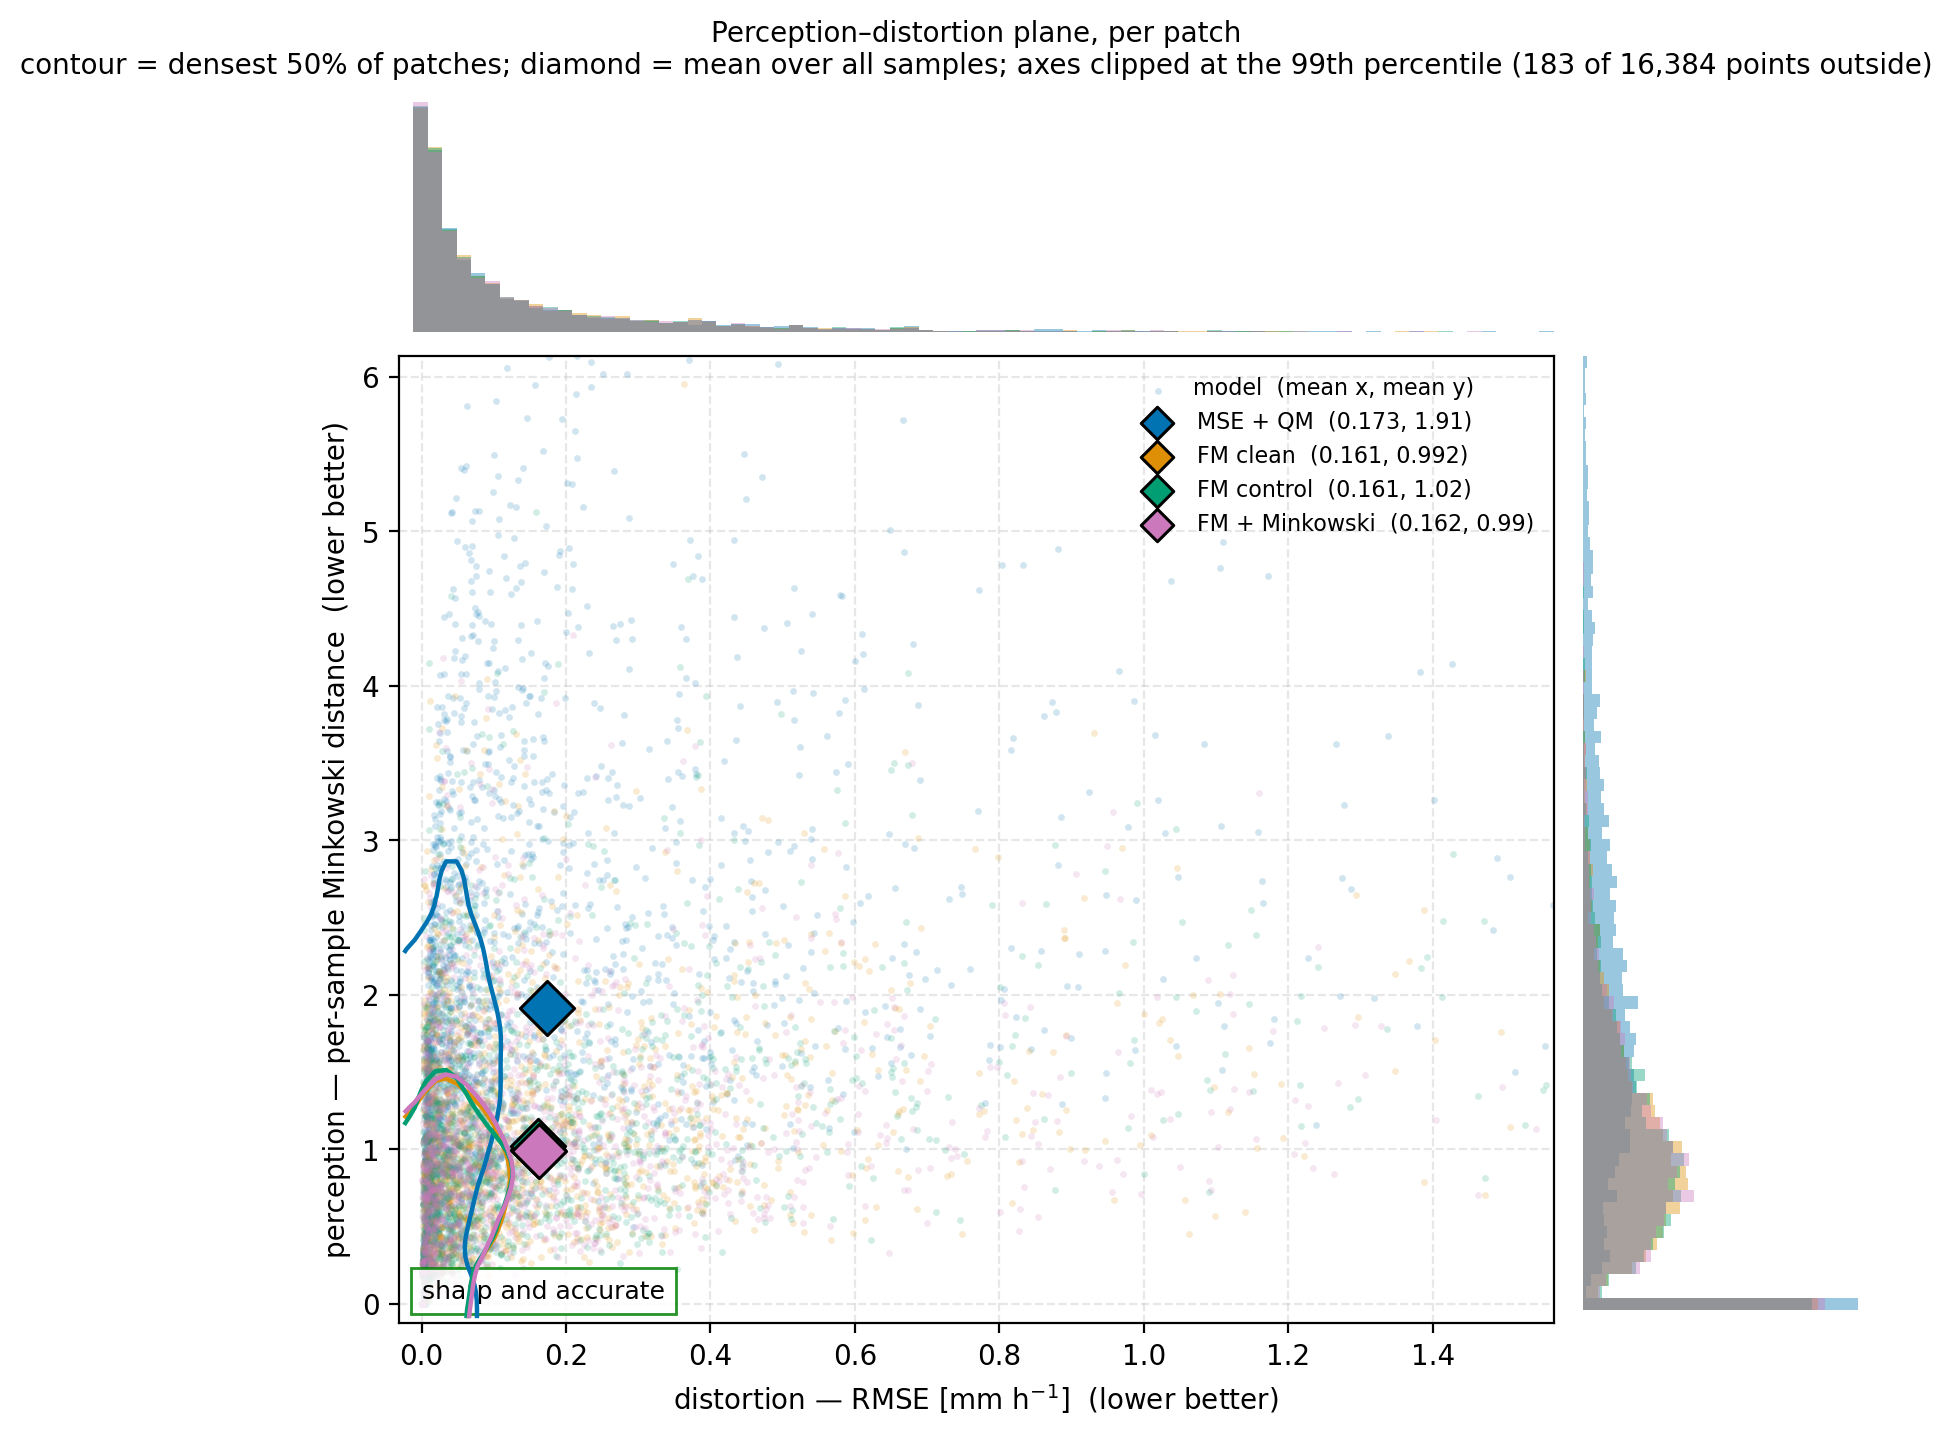 Perception–distortion plane, per patch
contour = densest 50% of patches; diamond = mean over all samples; axes clipped at the 99th percentile (183 of 16,384 points outside)
model (mean x, mean y)
MSE + QM (0.173, 1.91)
FM clean (0.161, 0.992)
FM control (0.161, 1.02)
FM + Minkowski (0.162, 0.99)
perception — per-sample Minkowski distance (lower better)
6
5
4
3
2
1
0
sharp and accurate
0.0 0.2 0.4 0.6 0.8 1.0 1.2 1.4
distortion — RMSE [mm h⁻¹] (lower better)